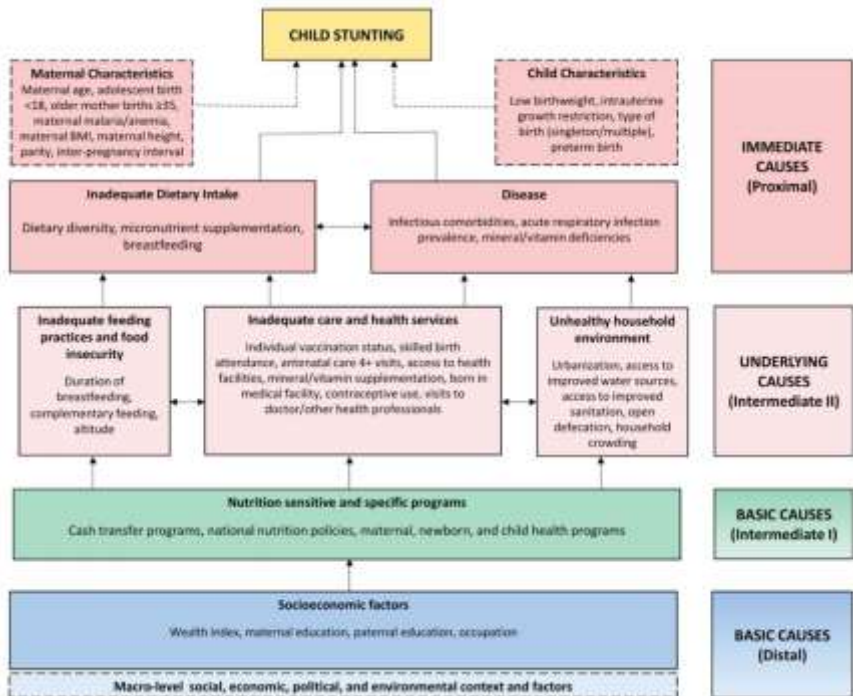 CHILD STUNTING
Maternal Characteristics
Maternal age, adolescent birth
<18, older mother births ≥35,
maternal malaria/anemia,
maternal BMI, maternal height,
parity, inter-pregnancy interval
Child Characteristics
Low birthweight, intrauterine
growth restriction, type of
birth (singleton/multiple),
preterm birth
IMMEDIATE
CAUSES
(Proximal)
Inadequate Dietary Intake
Dietary diversity, micronutrient supplementation,
breastfeeding
Disease
Infectious comorbidities, acute respiratory infection
prevalence, mineral/vitamin deficiencies
Inadequate feeding
practices and food
insecurity
Duration of
breastfeeding,
complementary feeding,
altitude
Inadequate care and health services
Individual vaccination status, skilled birth
attendance, antenatal care 4+ visits, access to health
facilities, mineral/vitamin supplementation, born in
medical facility, contraceptive use, visits to
doctor/other health professionals
Unhealthy household
environment
Urbanization, access to
improved water sources,
access to improved
sanitation, open
defecation, household
crowding
UNDERLYING
CAUSES
(Intermediate II)
Nutrition sensitive and specific programs
Cash transfer programs, national nutrition policies, maternal, newborn, and child health programs
BASIC CAUSES
(Intermediate I)
Socioeconomic factors
Wealth index, maternal education, paternal education, occupation
BASIC CAUSES
(Distal)
Macro-level social, economic, political, and environmental context and factors